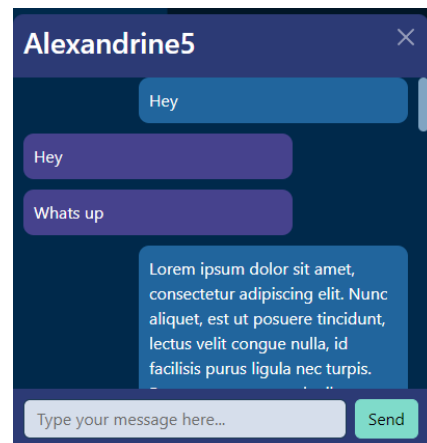 Alexandrine5
Hey
Hey
Whats up
Lorem ipsum dolor sit amet,
consectetur adipiscing elit. Nunc
aliquet, est ut posuere tincidunt,
lectus velit congue nulla, id
facilisis purus ligula nec turpis.
Type your message here...
Send